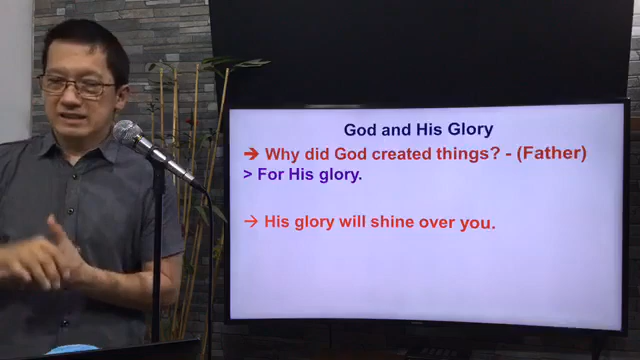 God and His Glory
➔ Why did God created things? - (Father)
> For His glory.
→ His glory will shine over you.